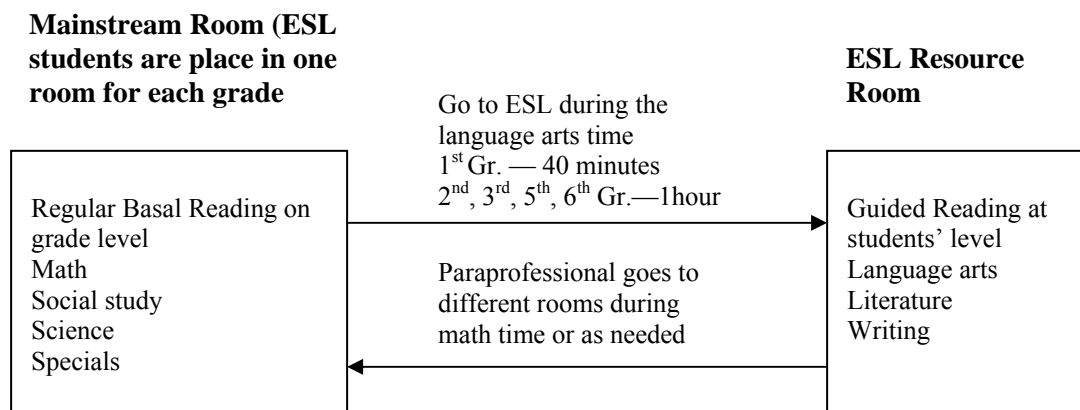 Mainstream Room (ESL
students are place in one
room for each grade
ESL Resource
Room
Go to ESL during the
language arts time
1st Gr. — 40 minutes
2nd, 3rd, 5th, 6th Gr.—1hour
Regular Basal Reading on
grade level
Math
Social study
Science
Specials
Paraprofessional goes to
different rooms during
math time or as needed
Guided Reading at
students’ level
Language arts
Literature
Writing